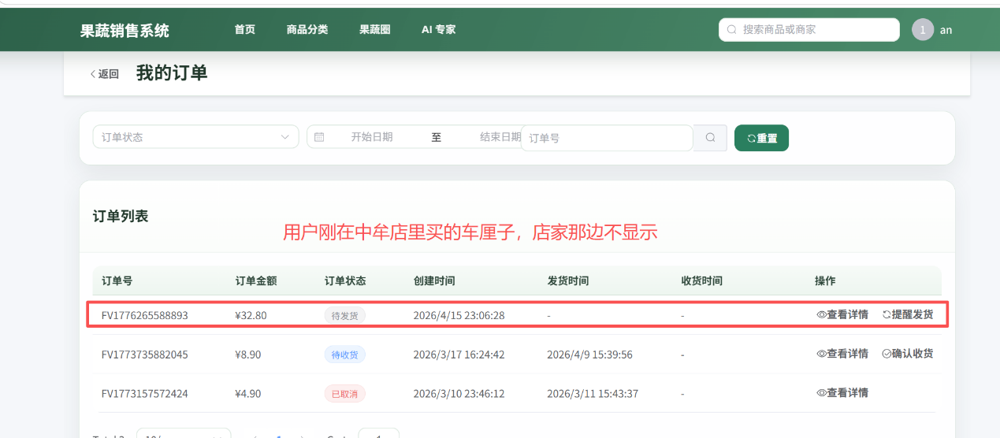 果蔬销售系统 首页 商品分类 果蔬圈 AI 专家 搜索商品或商家 1 an
返回 我的订单
订单状态 开始日期 至 结束日期 订单号 重置
订单列表
用户刚在中牟店里买的车厘子，店家那边不显示
订单号 订单金额 订单状态 创建时间 发货时间 收货时间 操作
FV1776265588893 ¥32.80 待发货 2026/4/15 23:06:28 - - 查看详情 提醒发货
FV1773735882045 ¥8.90 待收货 2026/3/17 16:24:42 2026/4/9 15:39:56 - 查看详情 确认收货
FV1773157572424 ¥4.90 已取消 2026/3/10 23:46:12 2026/3/11 15:43:37 - 查看详情